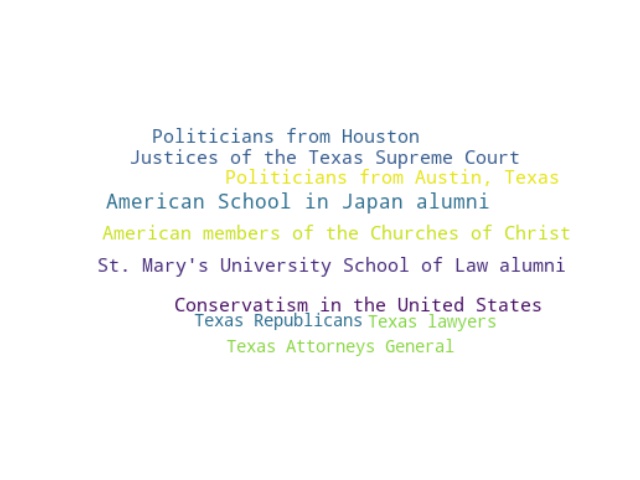 Politicians from Houston
Justices of the Texas Supreme Court
Politicians from Austin, Texas
American School in Japan alumni
American members of the Churches of Christ
St. Mary's University School of Law alumni
Conservatism in the United States
Texas Republicans Texas lawyers
Texas Attorneys General